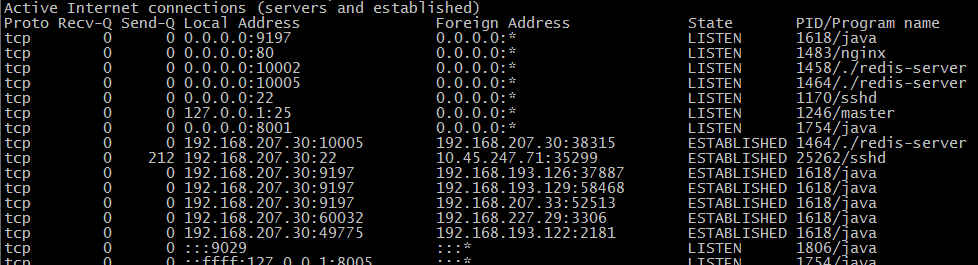 Active Internet connections (servers and established)
Proto Recv-Q Send-Q Local Address Foreign Address State PID/Program name
tcp 0 0 0.0.0.0:9197 0.0.0.0:* LISTEN 1618/java
tcp 0 0 0.0.0.0:80 0.0.0.0:* LISTEN 1483/nginx
tcp 0 0 0.0.0.0:10002 0.0.0.0:* LISTEN 1458/./redis-server
tcp 0 0 0.0.0.0:10005 0.0.0.0:* LISTEN 1464/./redis-server
tcp 0 0 0.0.0.0:22 0.0.0.0:* LISTEN 1170/sshd
tcp 0 0 127.0.0.1:25 0.0.0.0:* LISTEN 1246/master
tcp 0 0 0.0.0.0:8001 0.0.0.0:* LISTEN 1754/java
tcp 0 0 192.168.207.30:10005 192.168.207.30:38315 ESTABLISHED 1464/./redis-server
tcp 0 212 192.168.207.30:22 10.45.247.71:35299 ESTABLISHED 25262/sshd
tcp 0 0 192.168.207.30:9197 192.168.193.126:37887 ESTABLISHED 1618/java
tcp 0 0 192.168.207.30:9197 192.168.193.129:58468 ESTABLISHED 1618/java
tcp 0 0 192.168.207.30:9197 192.168.207.33:52513 ESTABLISHED 1618/java
tcp 0 0 192.168.207.30:60032 192.168.227.29:3306 ESTABLISHED 1618/java
tcp 0 0 192.168.207.30:49775 192.168.193.122:2181 ESTABLISHED 1618/java
tcp 0 0 :::9029 :::* LISTEN 1806/java
tcp 0 0 ::ffff:127.0.0.1:8005 :::* LISTEN 1754/java